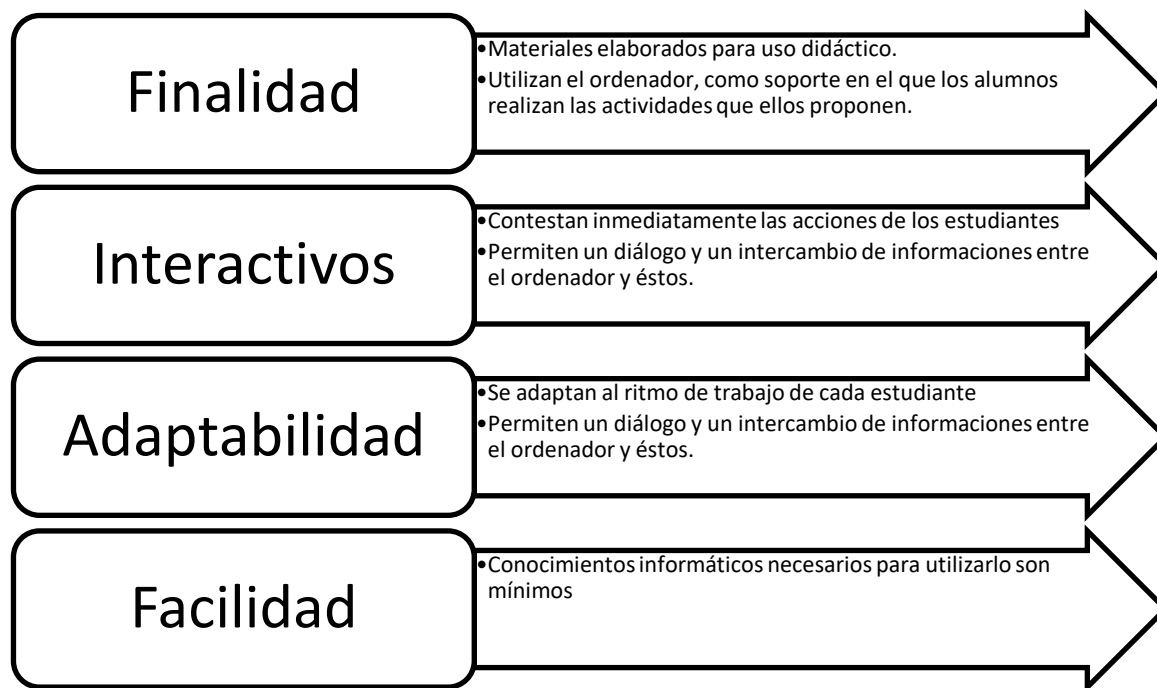 Finalidad
•Materiales elaborados para uso didáctico.
•Utilizan el ordenador, como soporte en el que los alumnos
realizan las actividades que ellos proponen.
Interactivos
•Contestan inmediatamente las acciones de los estudiantes
•Permiten un diálogo y un intercambio de informaciones entre
el ordenador y éstos.
Adaptabilidad
•Se adaptan al ritmo de trabajo de cada estudiante
•Permiten un diálogo y un intercambio de informaciones entre
el ordenador y éstos.
Facilidad
•Conocimientos informáticos necesarios para utilizarlo son
mínimos